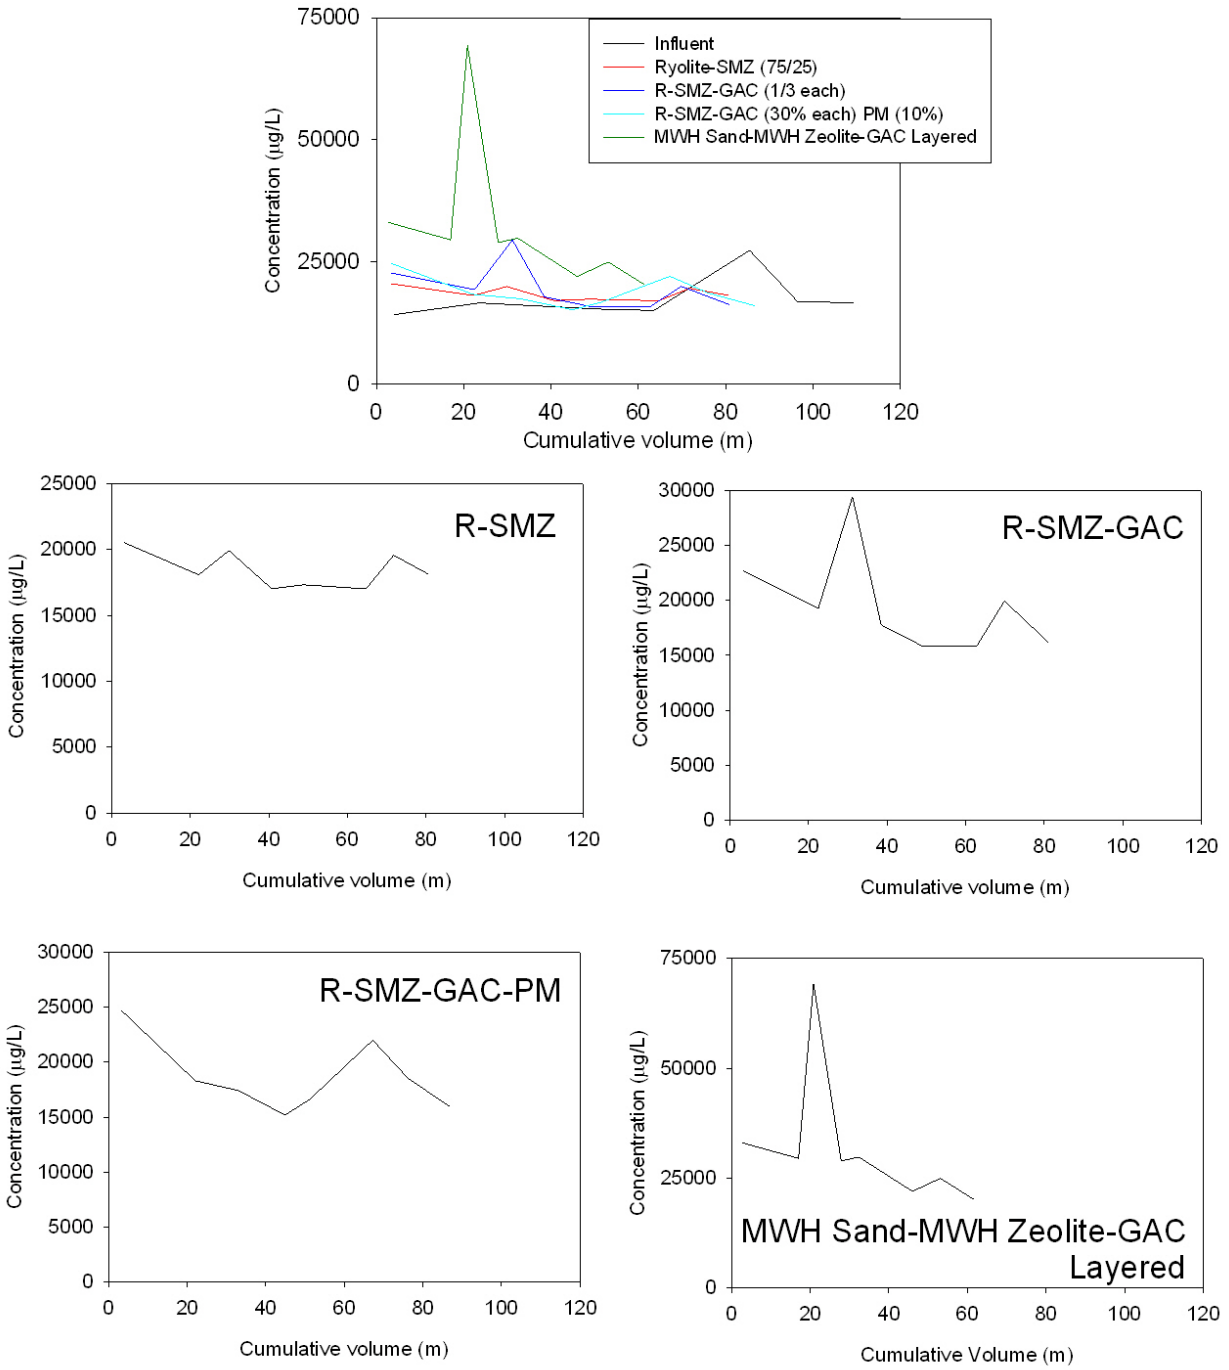 75000
50000
25000
0
Concentration (µg/L)
Influent
Ryolite-SMZ (75/25)
R-SMZ-GAC (1/3 each)
R-SMZ-GAC (30% each) PM (10%)
MWH Sand-MWH Zeolite-GAC Layered
0 20 40 60 80 100 120
Cumulative volume (m)
25000
20000
15000
10000
5000
0
Concentration (µg/L)
R-SMZ
0 20 40 60 80 100 120
Cumulative volume (m)
30000
25000
20000
15000
10000
5000
0
Concentration (µg/L)
R-SMZ-GAC
0 20 40 60 80 100 120
Cumulative volume (m)
30000
25000
20000
15000
10000
5000
0
Concentration (µg/L)
R-SMZ-GAC-PM
0 20 40 60 80 100 120
Cumulative volume (m)
75000
50000
25000
0
Concentration (µg/L)
MWH Sand-MWH Zeolite-GAC
Layered
0 20 40 60 80 100 120
Cumulative Volume (m)